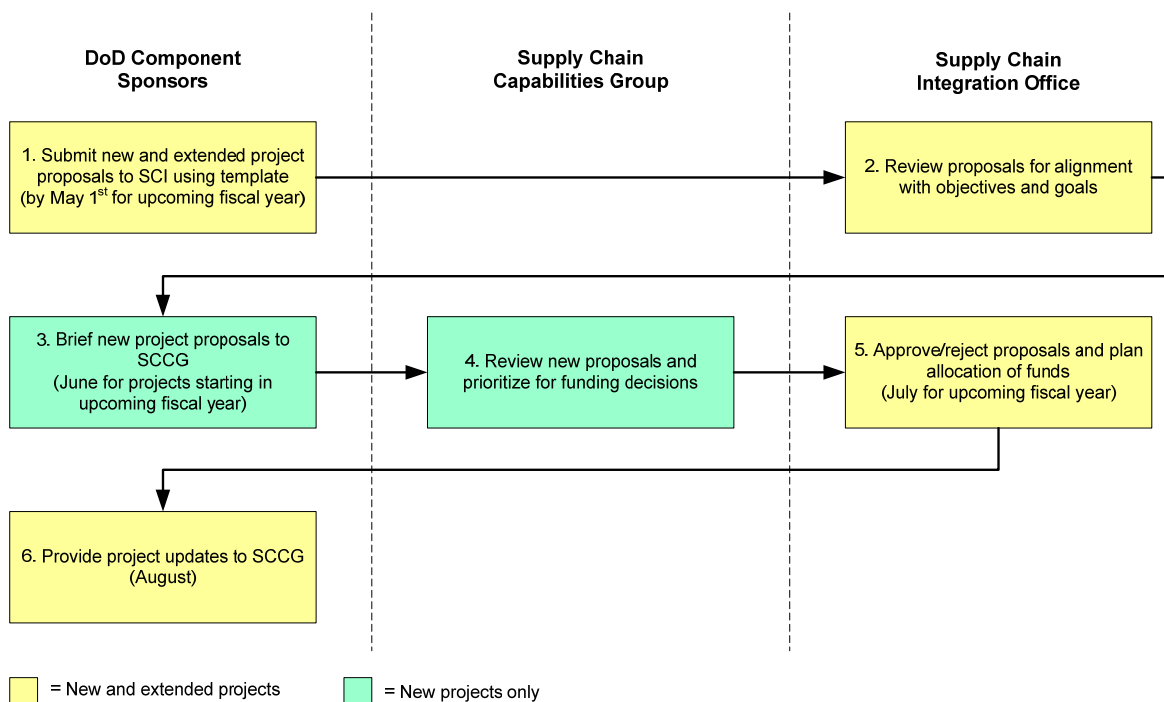 DoD Component
Sponsors
Supply Chain
Capabilities Group
Supply Chain
Integration Office
1. Submit new and extended project
proposals to SCI using template
(by May 1st for upcoming fiscal year)
2. Review proposals for alignment
with objectives and goals
3. Brief new project proposals to
SCCG
(June for projects starting in
upcoming fiscal year)
4. Review new proposals and
prioritize for funding decisions
5. Approve/reject proposals and plan
allocation of funds
(July for upcoming fiscal year)
6. Provide project updates to SCCG
(August)
= New and extended projects
= New projects only